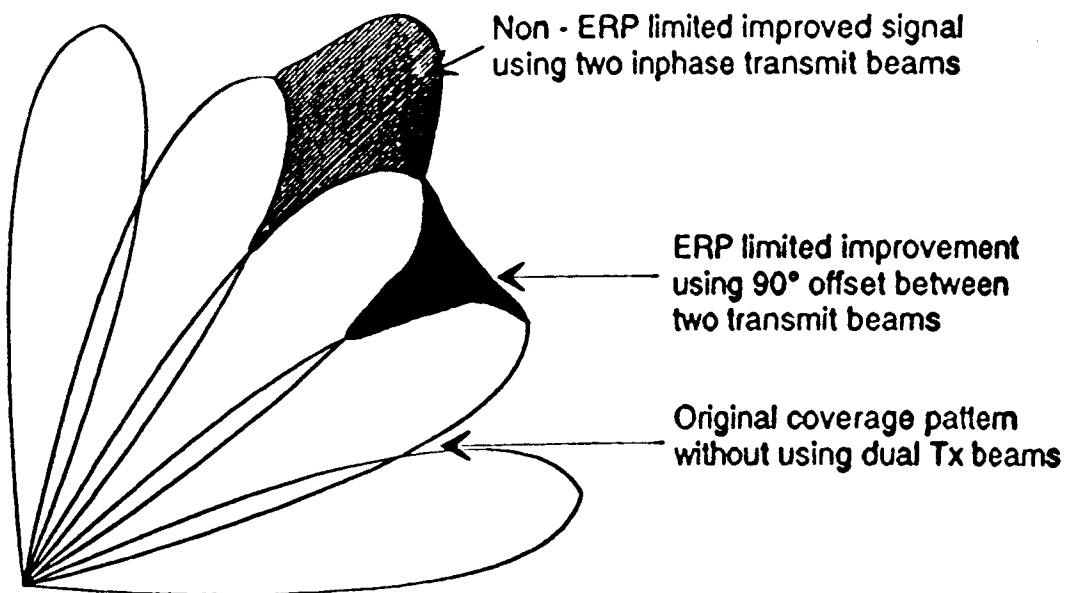 Non - ERP limited improved signal
using two inphase transmit beams
ERP limited improvement
using 90° offset between
two transmit beams
Original coverage pattern
without using dual Tx beams